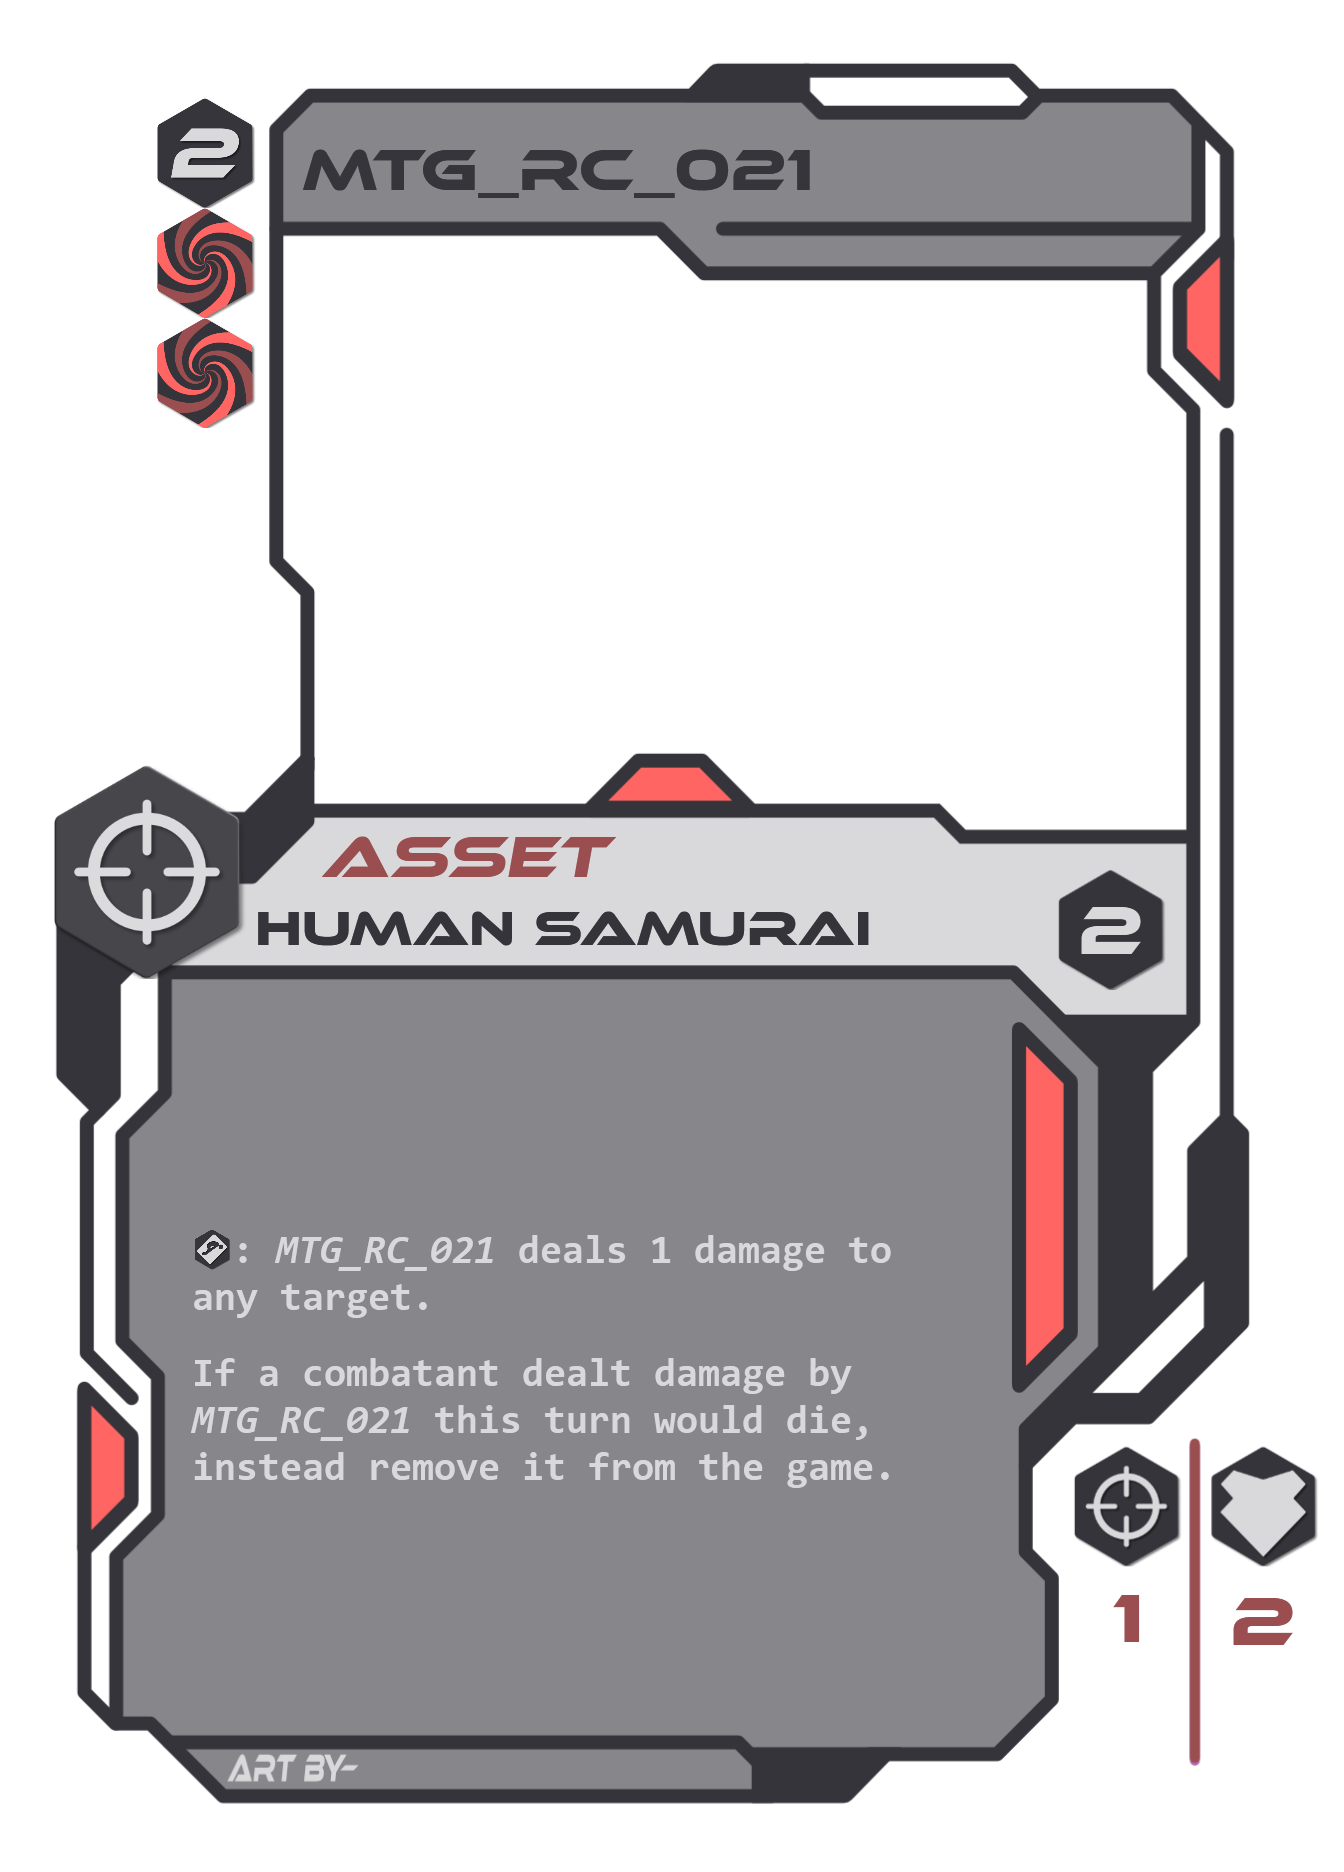 2
MTG_RC_021
ASSET
HUMAN SAMURAI
2
: MTG_RC_021 deals 1 damage to
any target.
If a combatant dealt damage by
MTG_RC_021 this turn would die,
instead remove it from the game.
1
2
ART BY-